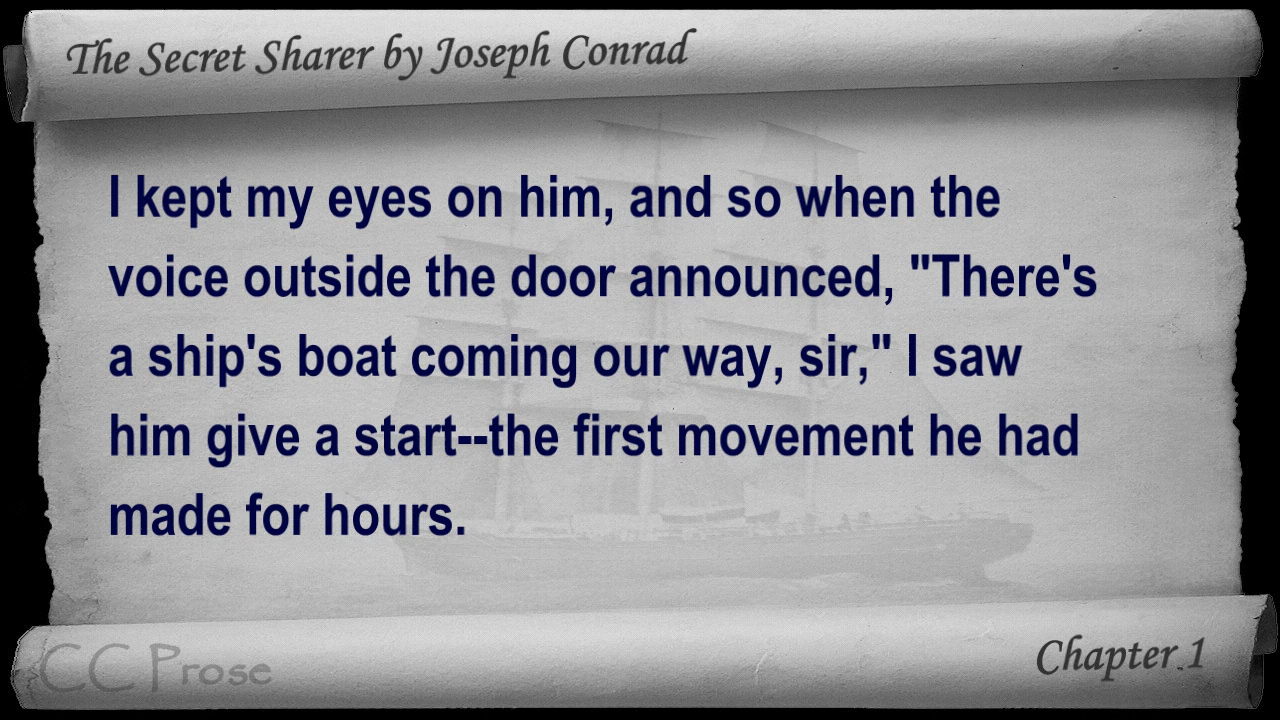 The Secret Sharer by Joseph Conrad
I kept my eyes on him, and so when the
voice outside the door announced, "There's
a ship's boat coming our way, sir," I saw
him give a start--the first movement he had
made for hours.
CC Prose
Chapter 1